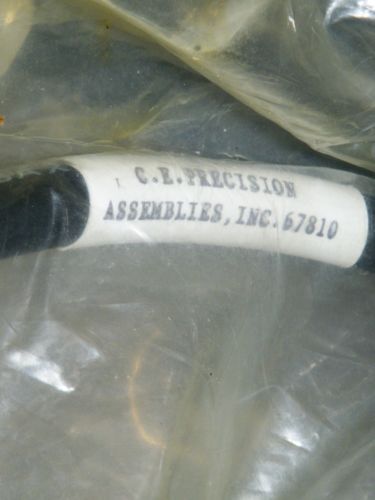 C.E.PRECISION
ASSEMBLIES, INC. 67810